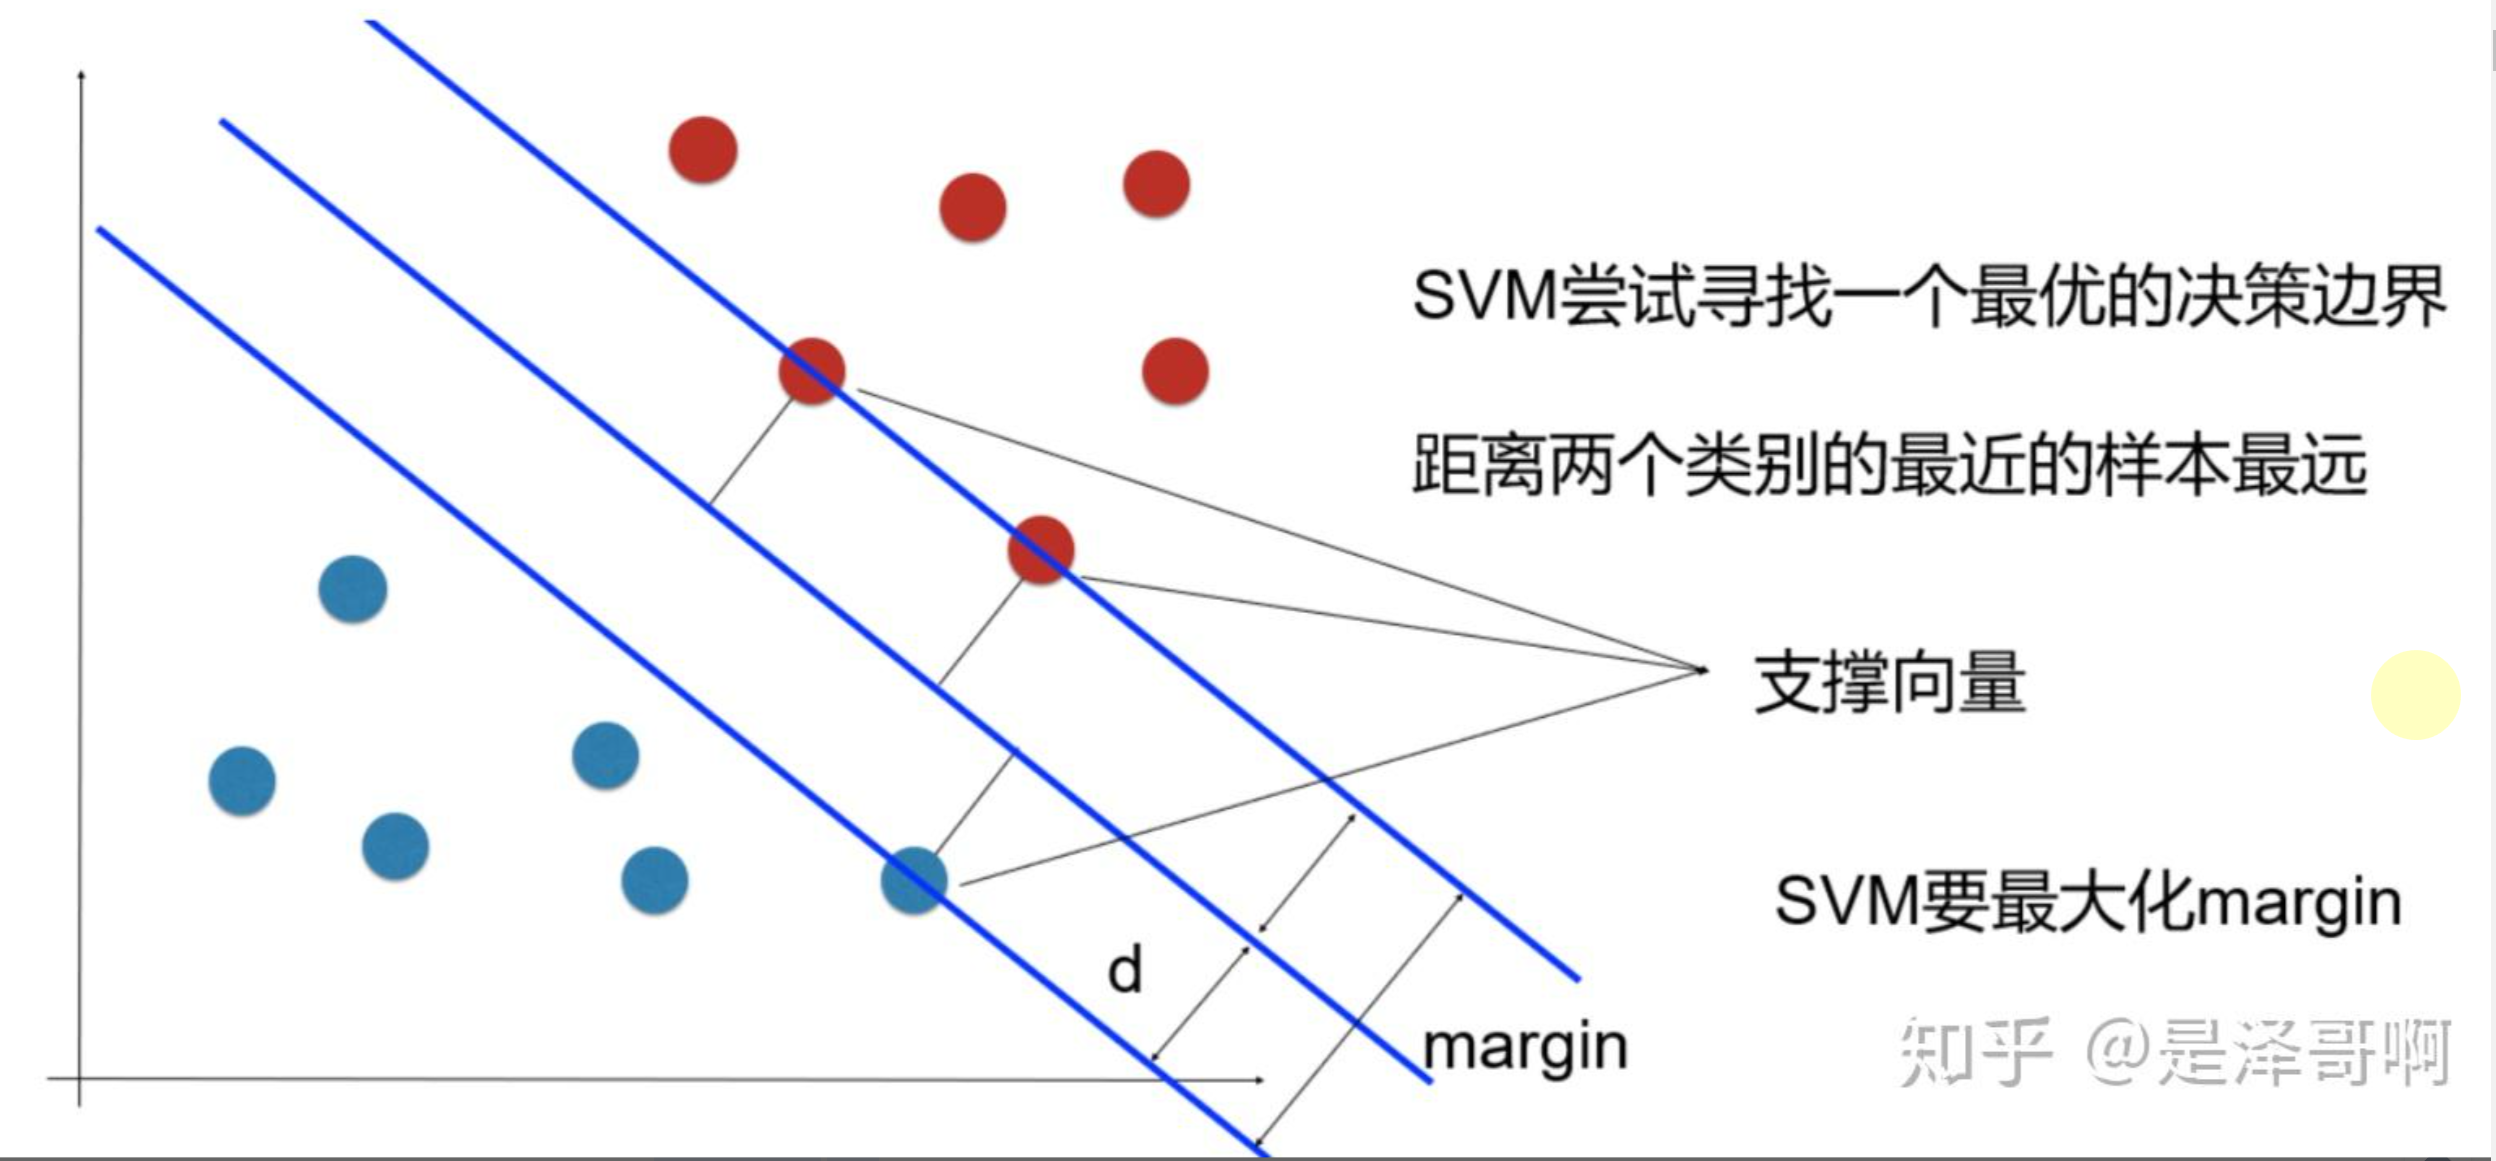 SVM尝试寻找一个最优的决策边界
距离两个类别的最近的样本最远
支撑向量
SVM要最大化margin
d
margin
知乎 @是泽哥啊